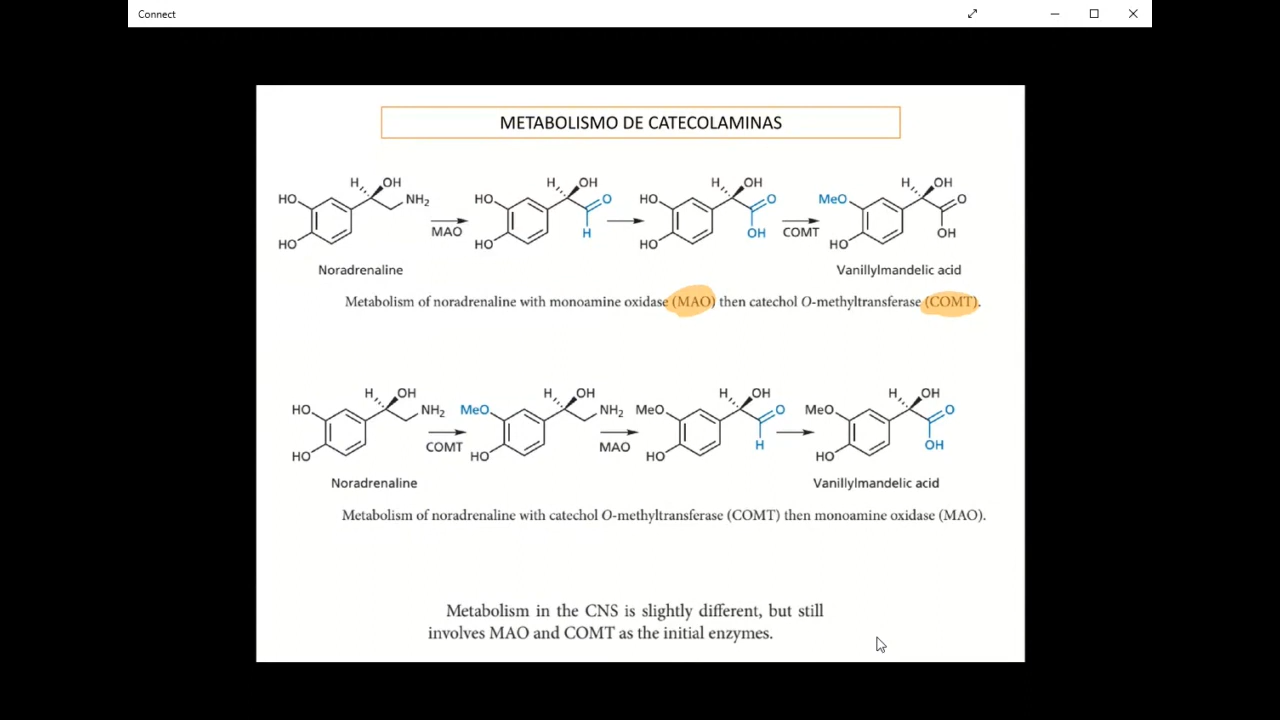 Connect
METABOLISMO DE CATECOLAMINAS
H OH H OH H OH H OH
HO NH₂ HO O HO O MeO O
MAO COMT
HO HO H HO OH HO OH
Noradrenaline Vanillylmandelic acid
Metabolism of noradrenaline with monoamine oxidase (MAO) then catechol O-methyltransferase (COMT).
H OH H OH H OH H OH
HO NH₂ MeO NH₂ MeO O MeO O
COMT MAO
HO HO HO H HO OH
Noradrenaline Vanillylmandelic acid
Metabolism of noradrenaline with catechol O-methyltransferase (COMT) then monoamine oxidase (MAO).
Metabolism in the CNS is slightly different, but still
involves MAO and COMT as the initial enzymes.